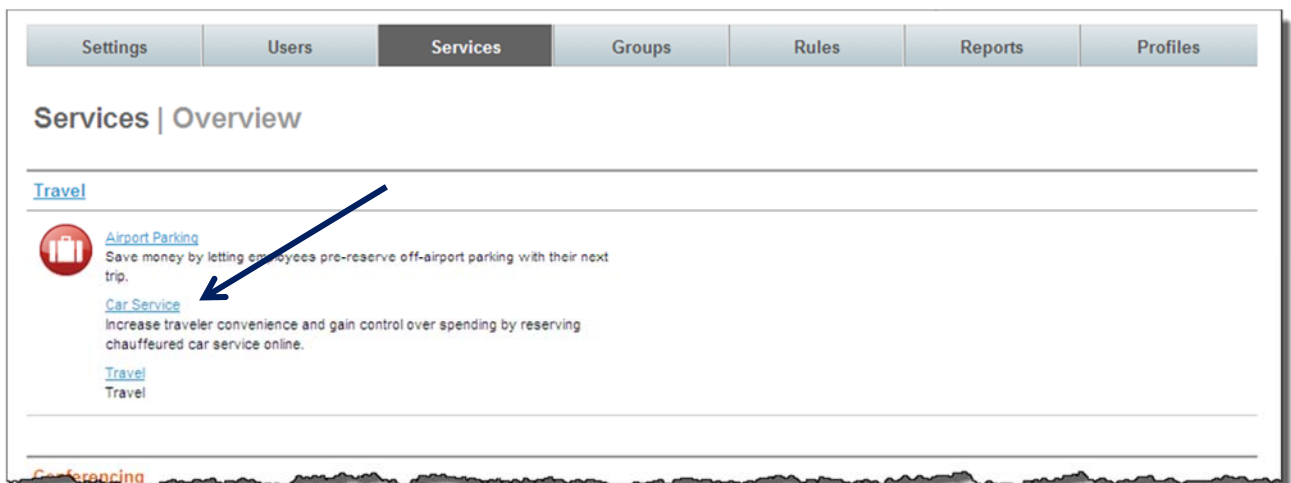 Settings Users Services Groups Rules Reports Profiles
Services | Overview
Travel
Airport Parking
Save money by letting employees pre-reserve off-airport parking with their next
trip.
Car Service
Increase traveler convenience and gain control over spending by reserving
chauffeured car service online.
Travel
Travel
Conferencing